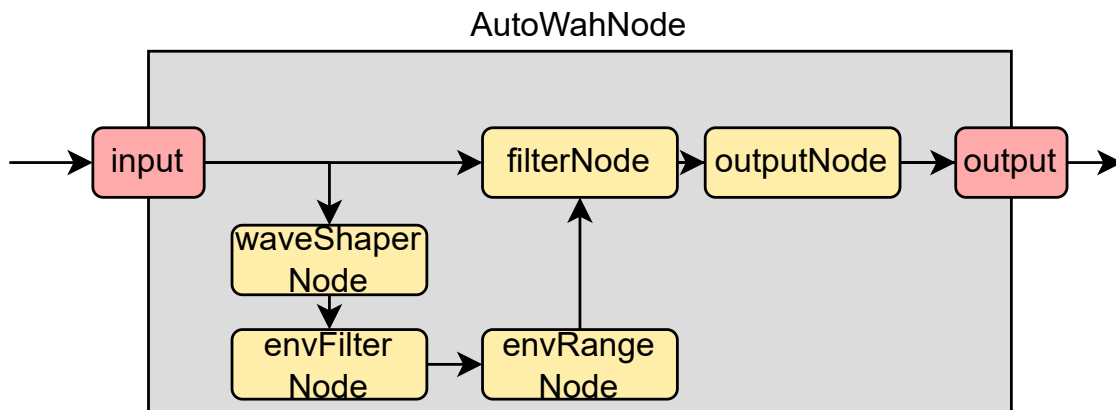 AutoWahNode
input
filterNode
outputNode
output
waveShaper
Node
envFilter
Node
envRange
Node